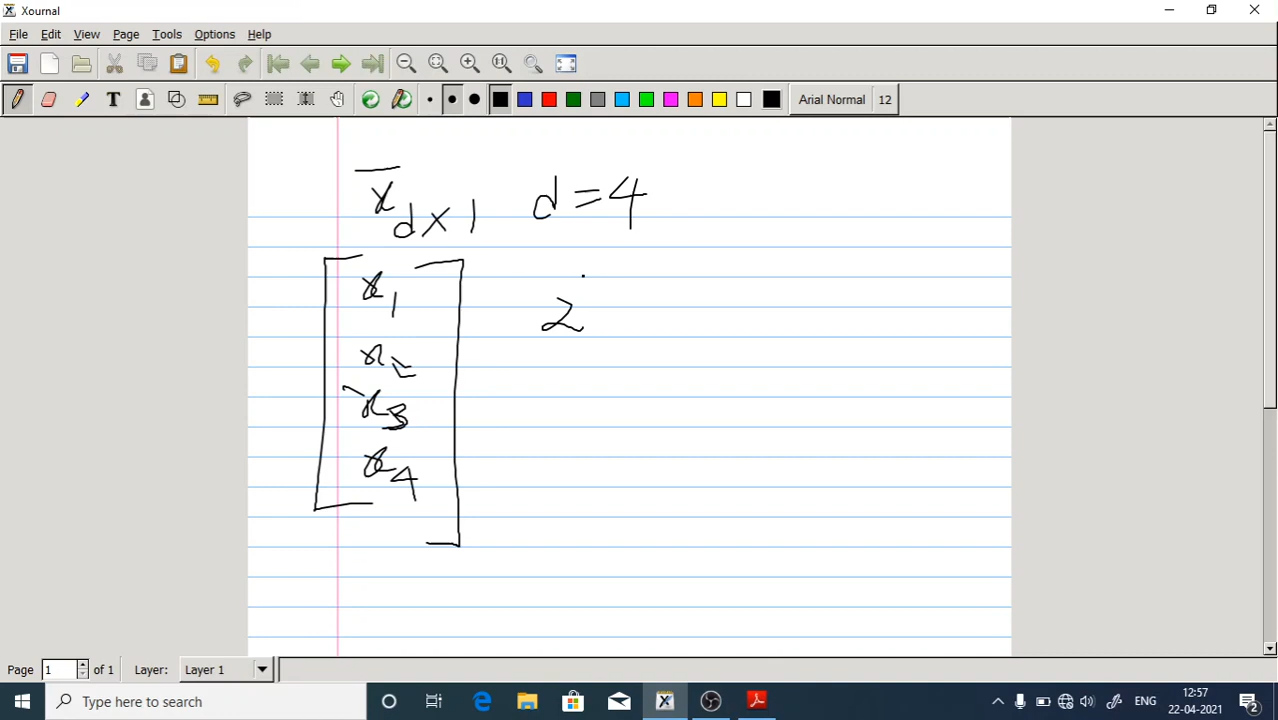 Xournal
File Edit View Page Tools Options Help
Arial Normal 12
x̅ d×1 d = 4
x1
2
x2
x3
x4
Page 1 of 1 Layer: Layer 1
Type here to search
ENG
12:57
22-04-2021
2